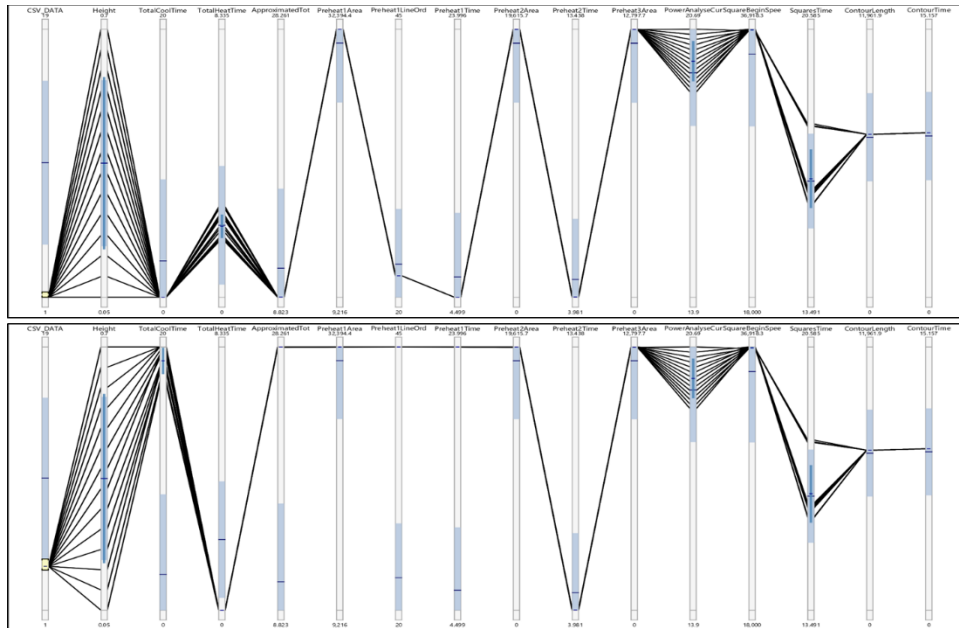 CSV_DATA Height TotalCoolTime TotalHeatTime ApproximatedTot Preheat1Area Preheat1LineOrd Preheat1Time Preheat2Area Preheat2Time Preheat3Area PowerAnalyseCur SquareBeginSpee SquaresTime ContourLength ContourTime
19 0.7 20 8.335 28.261 32,394.4 45 23.996 19,615.7 13.438 12,797.7 20.69 36,918.3 20.585 11,961.9 15.157
1 0.05 0 0 8.823 9,216 20 4.499 0 3.961 0 13.9 18,000 13.491 0 0
CSV_DATA Height TotalCoolTime TotalHeatTime ApproximatedTot Preheat1Area Preheat1LineOrd Preheat1Time Preheat2Area Preheat2Time Preheat3Area PowerAnalyseCur SquareBeginSpee SquaresTime ContourLength ContourTime
19 0.7 20 8.335 28.261 32,394.4 45 23.996 19,615.7 13.438 12,797.7 20.69 36,918.3 20.585 11,961.9 15.157
1 0.05 0 0 8.823 9,216 20 4.499 0 3.961 0 13.9 18,000 13.491 0 0